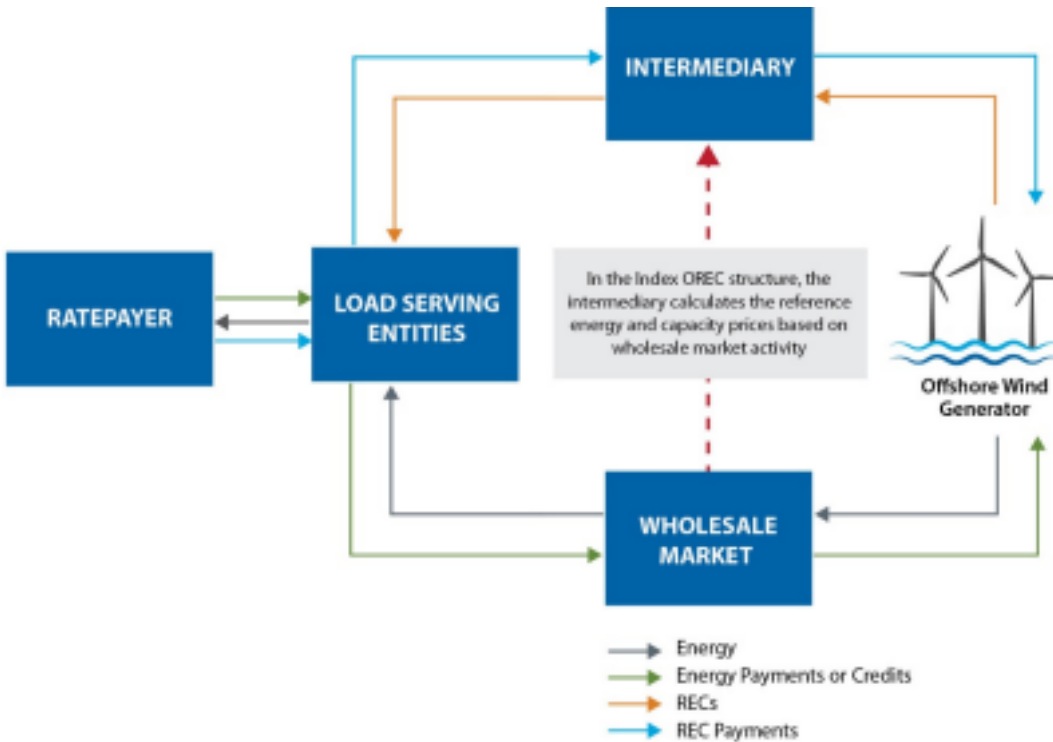 INTERMEDIARY
RATEPAYER
LOAD SERVING
ENTITIES
In the Index OREC structure, the
intermediary calculates the reference
energy and capacity prices based on
wholesale market activity
Offshore Wind
Generator
WHOLESALE
MARKET
Energy
Energy Payments or Credits
RECs
REC Payments